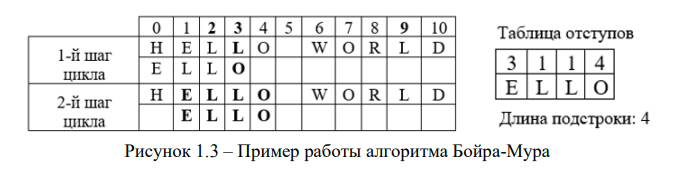 0 1 2 3 4 5 6 7 8 9 10
1-й шаг цикла
H E L L O W O R L D
E L L O
2-й шаг цикла
H E L L O W O R L D
E L L O
Таблица отступов
3 1 1 4
E L L O
Длина подстроки: 4
Рисунок 1.3 – Пример работы алгоритма Бойра-Мура